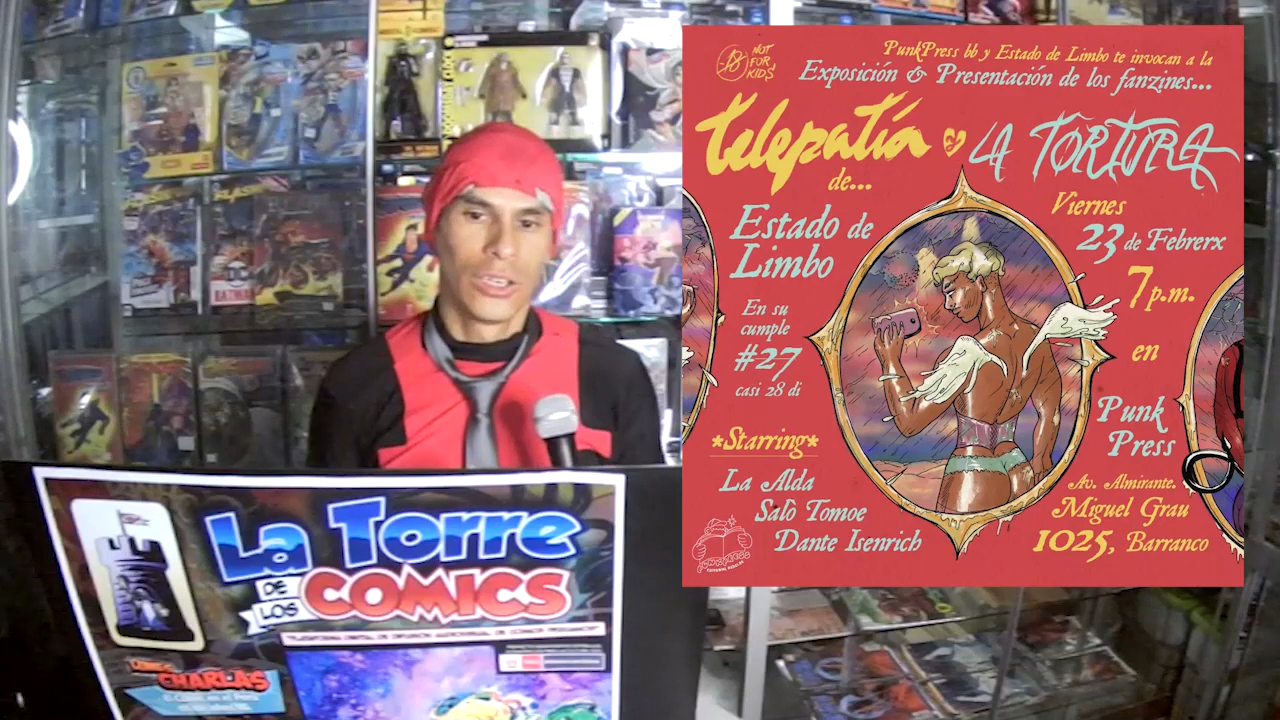 18 NOT FOR KIDS
PunkPress bb y Estado de Limbo te invocan a la
Exposición & Presentación de los fanzines...
telepatía y LA TORTURA
de...
Estado de
Limbo
En su
cumple
#27
casi 28 di
*Starring*
La Alda
Salò Tomoe
Dante Isenrich
Viernes
23 de Febrerx
7 p.m.
en
Punk
Press
Av. Almirante.
Miguel Grau
1025, Barranco
La Torre
DE LOS
COMICS
CHARLAS
BATMAN